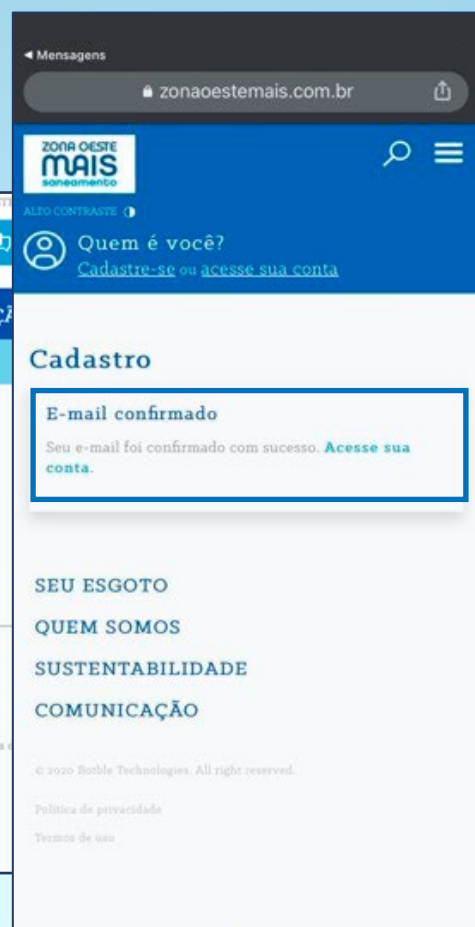 Mensagens
zonaoestemais.com.br
ZONA OESTE
MAIS
saneamento
ALTO CONTRASTE
Quem é você?
Cadastre-se ou acesse sua conta
Cadastro
E-mail confirmado
Seu e-mail foi confirmado com sucesso. Acesse sua
conta.
SEU ESGOTO
QUEM SOMOS
SUSTENTABILIDADE
COMUNICAÇÃO
© 2020 Botble Technologies. All right reserved.
Política de privacidade
Termos de uso